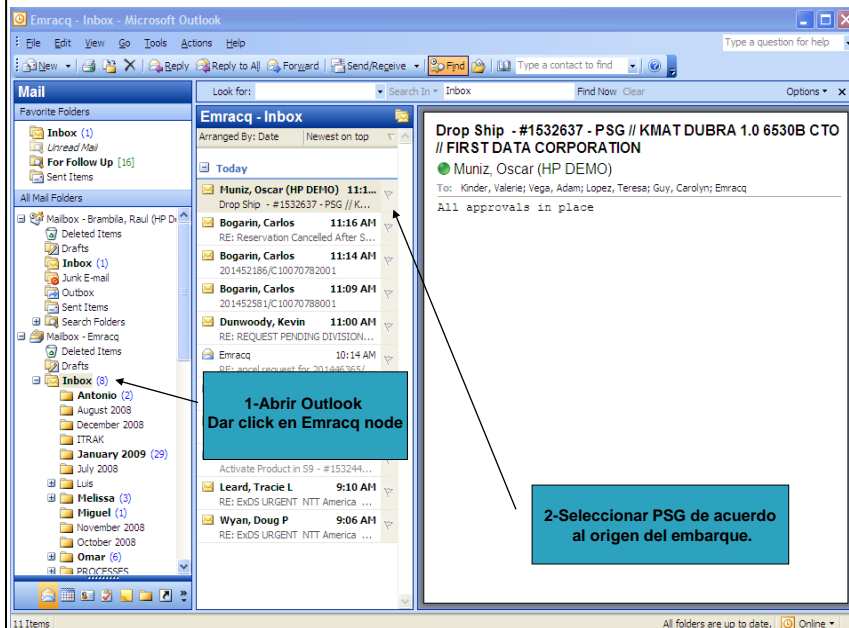 Emracq - Inbox - Microsoft Outlook
File Edit View Go Tools Actions Help
Type a question for help
New Reply Reply to All Forward Send/Receive Find Type a contact to find
Mail
Look for: Search In Inbox Find Now Clear Options
Favorite Folders
Inbox (1)
Unread Mail
For Follow Up [16]
Sent Items
All Mail Folders
Mailbox - Brambila, Raul (HP De
Deleted Items
Drafts
Inbox (1)
Junk E-mail
Outbox
Sent Items
Search Folders
Mailbox - Emracq
Deleted Items
Drafts
Inbox (8)
Antonio (2)
August 2008
December 2008
ITRAK
January 2009 (29)
July 2008
Luis
Melissa (3)
Miguel (1)
November 2008
October 2008
Omar (6)
PROCESSES
Emracq - Inbox
Arranged By: Date Newest on top
Today
Muniz, Oscar (HP DEMO) 11:1...
Drop Ship - #1532637 - PSG // K...
Bogarin, Carlos 11:16 AM
RE: Reservation Cancelled After S...
Bogarin, Carlos 11:14 AM
201452186/C10070782001
Bogarin, Carlos 11:09 AM
201452581/C10070788001
Dunwoody, Kevin 11:00 AM
RE: REQUEST PENDING DIVISION...
Emracq 10:14 AM
RE: ancel request for 201446365/
Activate Product in S9 - #153244...
Leard, Tracie L 9:10 AM
RE: ExDS URGENT NTT America ...
Wyan, Doug P 9:06 AM
RE: ExDS URGENT NTT America ...
Drop Ship - #1532637 - PSG // KMAT DUBRA 1.0 6530B CTO
// FIRST DATA CORPORATION
Muniz, Oscar (HP DEMO)
To: Kinder, Valerie; Vega, Adam; Lopez, Teresa; Guy, Carolyn; Emracq
All approvals in place
1-Abrir Outlook
Dar click en Emracq node
2-Seleccionar PSG de acuerdo
al origen del embarque.
11 Items
All folders are up to date. Online